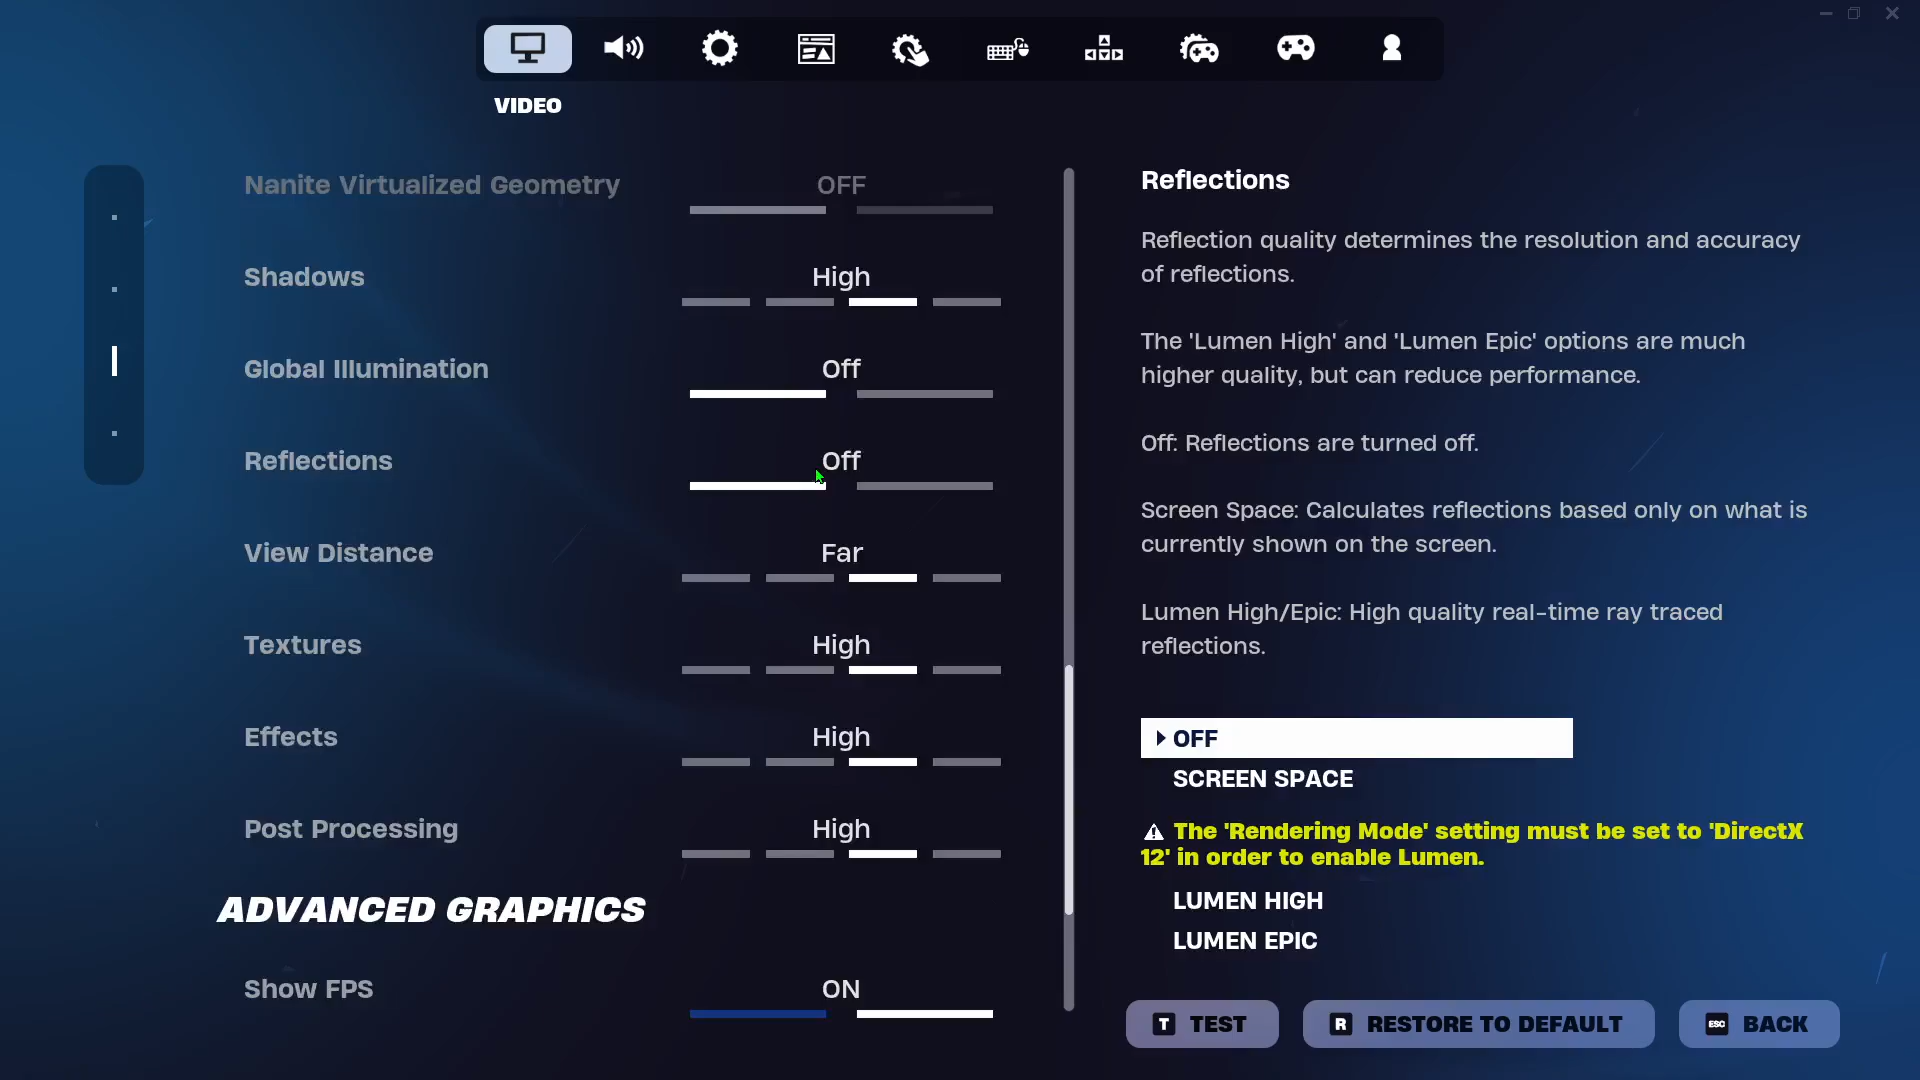 VIDEO
Nanite Virtualized Geometry
OFF
Shadows
High
Global Illumination
Off
Reflections
Off
View Distance
Far
Textures
High
Effects
High
Post Processing
High
ADVANCED GRAPHICS
Show FPS
ON
Reflections
Reflection quality determines the resolution and accuracy
of reflections.
The 'Lumen High' and 'Lumen Epic' options are much
higher quality, but can reduce performance.
Off: Reflections are turned off.
Screen Space: Calculates reflections based only on what is
currently shown on the screen.
Lumen High/Epic: High quality real-time ray traced
reflections.
OFF
SCREEN SPACE
The 'Rendering Mode' setting must be set to 'DirectX
12' in order to enable Lumen.
LUMEN HIGH
LUMEN EPIC
T TEST
R RESTORE TO DEFAULT
ESC BACK